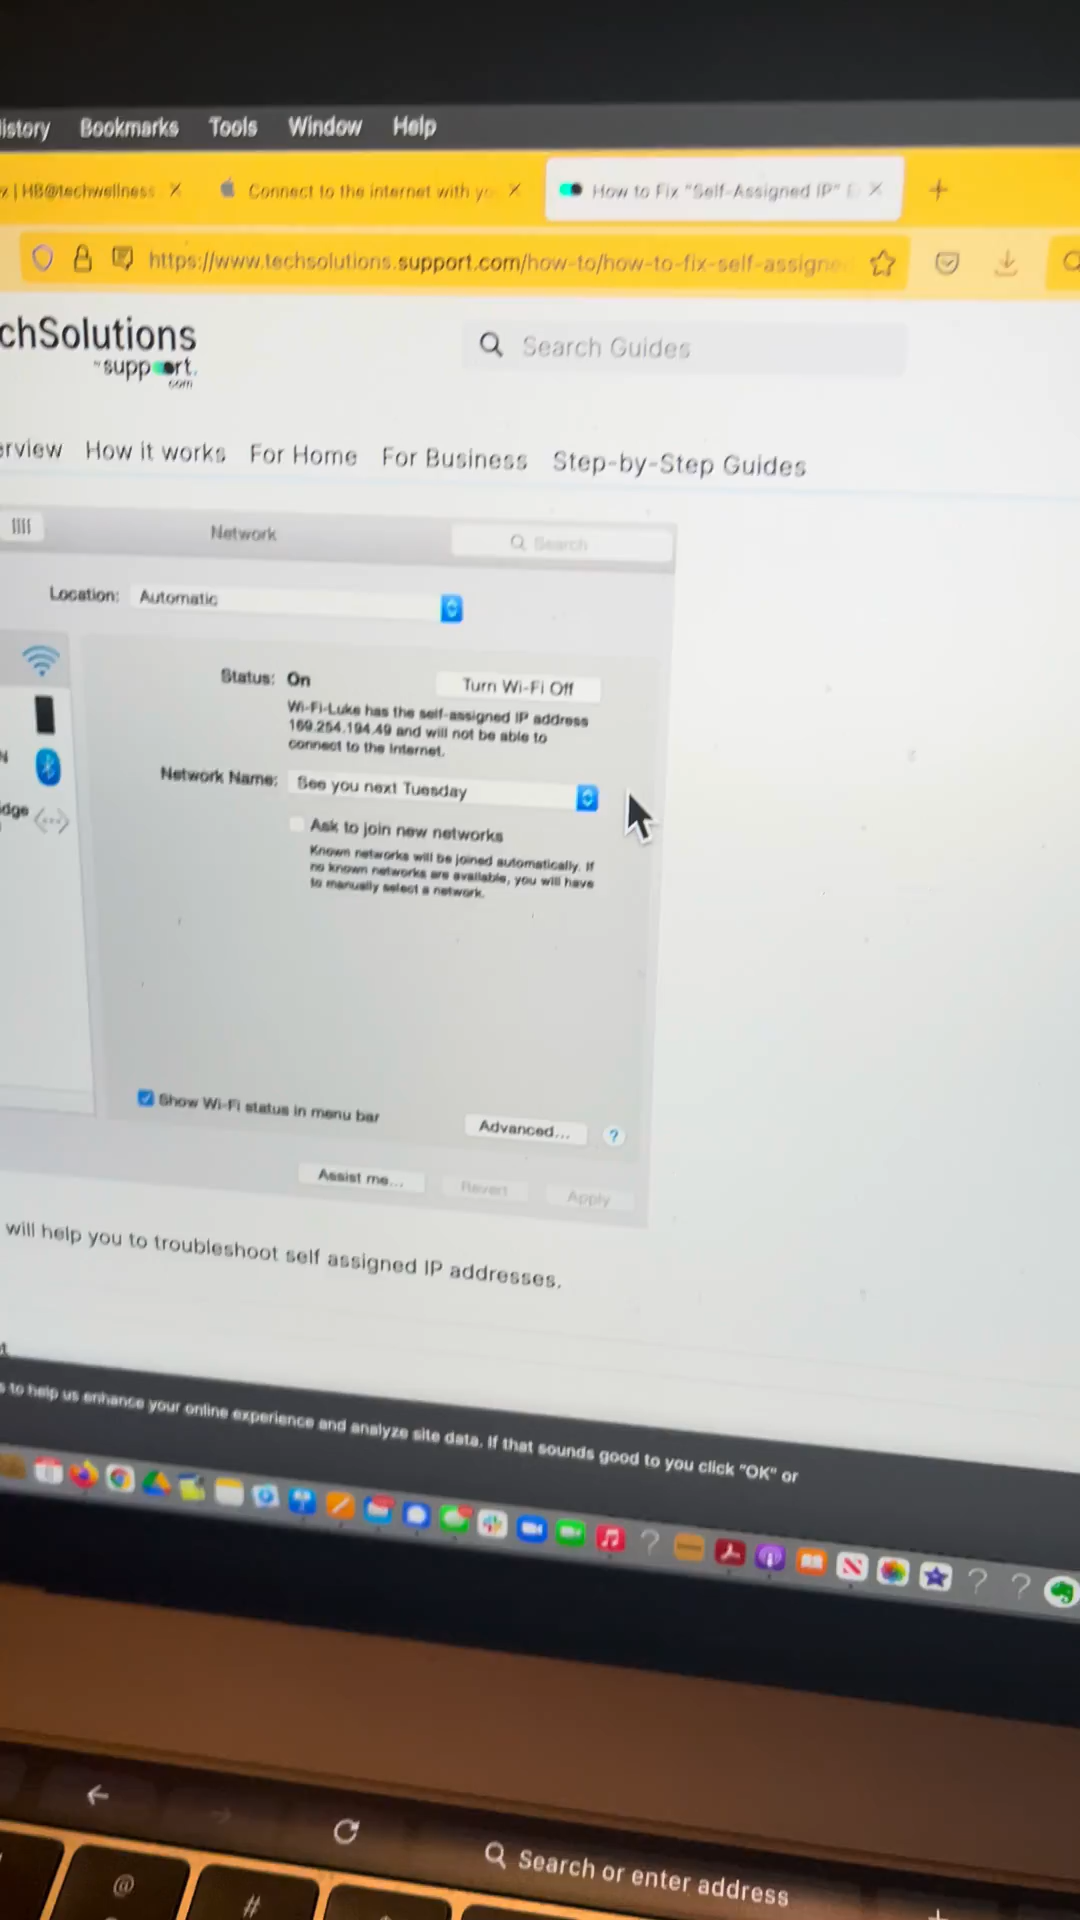 History Bookmarks Tools Window Help
HB@techwellness Connect to the internet with yo How to Fix "Self-Assigned IP" E
https://www.techsolutions.support.com/how-to/how-to-fix-self-assigne
chSolutions
support.
com
Search Guides
erview How it works For Home For Business Step-by-Step Guides
Network
Search
Location: Automatic
Status: On
Turn Wi-Fi Off
Wi-Fi-Luke has the self-assigned IP address
169.254.194.49 and will not be able to
connect to the Internet.
Network Name: See you next Tuesday
Ask to join new networks
Known networks will be joined automatically. If
no known networks are available, you will have
to manually select a network.
dge
Show Wi-Fi status in menu bar
Advanced... ?
Assist me... Revert Apply
will help you to troubleshoot self assigned IP addresses.
s to help us enhance your online experience and analyze site data. If that sounds good to you click "OK" or
? ? ?
Search or enter address
@ #